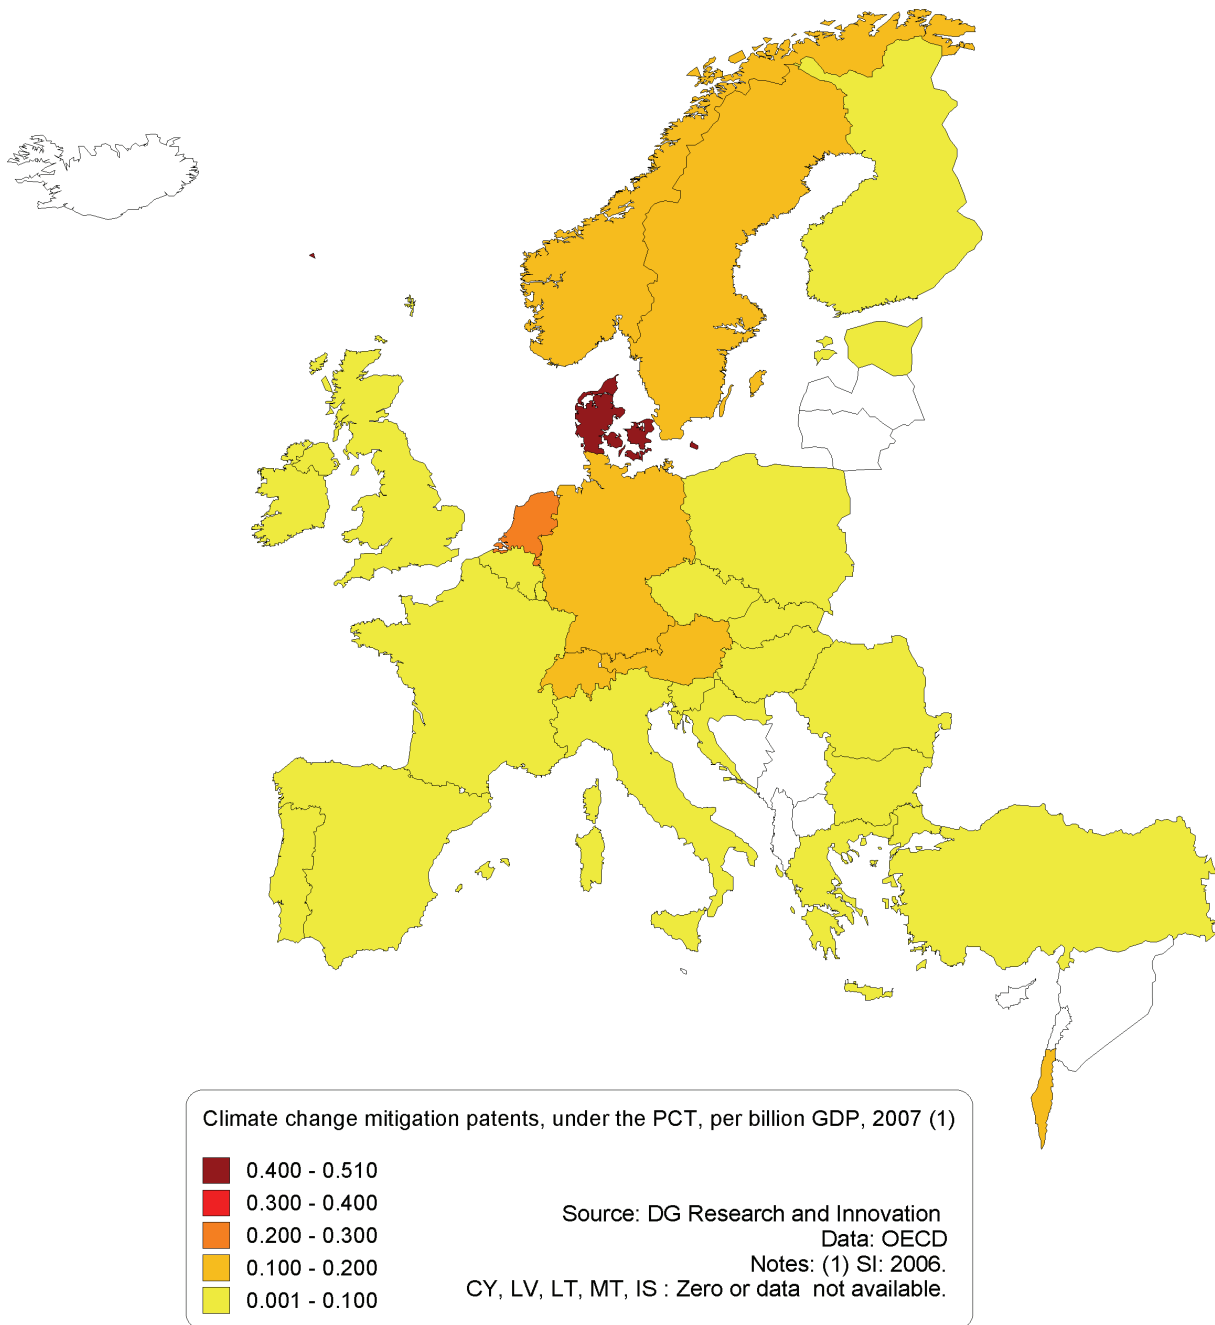 Climate change mitigation patents, under the PCT, per billion GDP, 2007 (1)
0.400 - 0.510
0.300 - 0.400
0.200 - 0.300
0.100 - 0.200
0.001 - 0.100
Source: DG Research and Innovation
Data: OECD
Notes: (1) SI: 2006.
CY, LV, LT, MT, IS : Zero or data  not available.